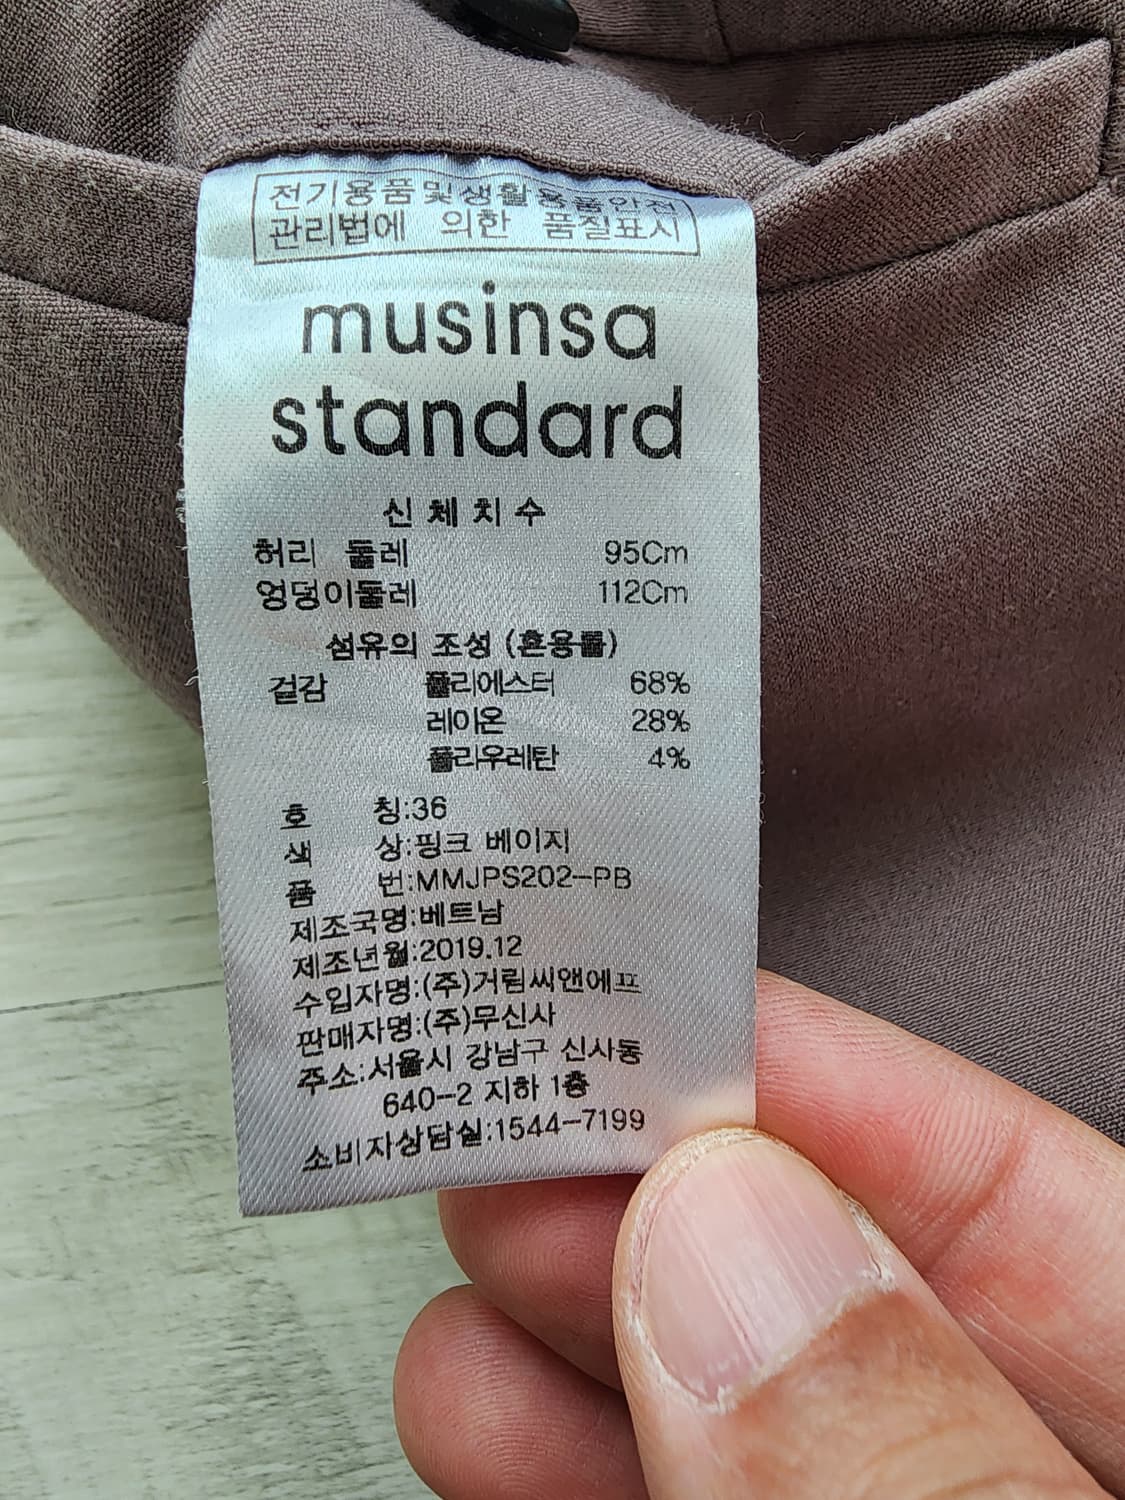 전기용품및생활용품안전
관리법에 의한 품질표시
musinsa
standard
신체치수
허리 둘레 95Cm
엉덩이둘레 112Cm
섬유의 조성 (혼용률)
겉감 폴리에스터 68%
레이온 28%
폴리우레탄 4%
호 칭:36
색 상:핑크 베이지
품 번:MMJPS202-PB
제조국명:베트남
제조년월:2019.12
수입자명:(주)거림씨앤에프
판매자명:(주)무신사
주소:서울시 강남구 신사동
640-2 지하 1층
소비자상담실:1544-7199